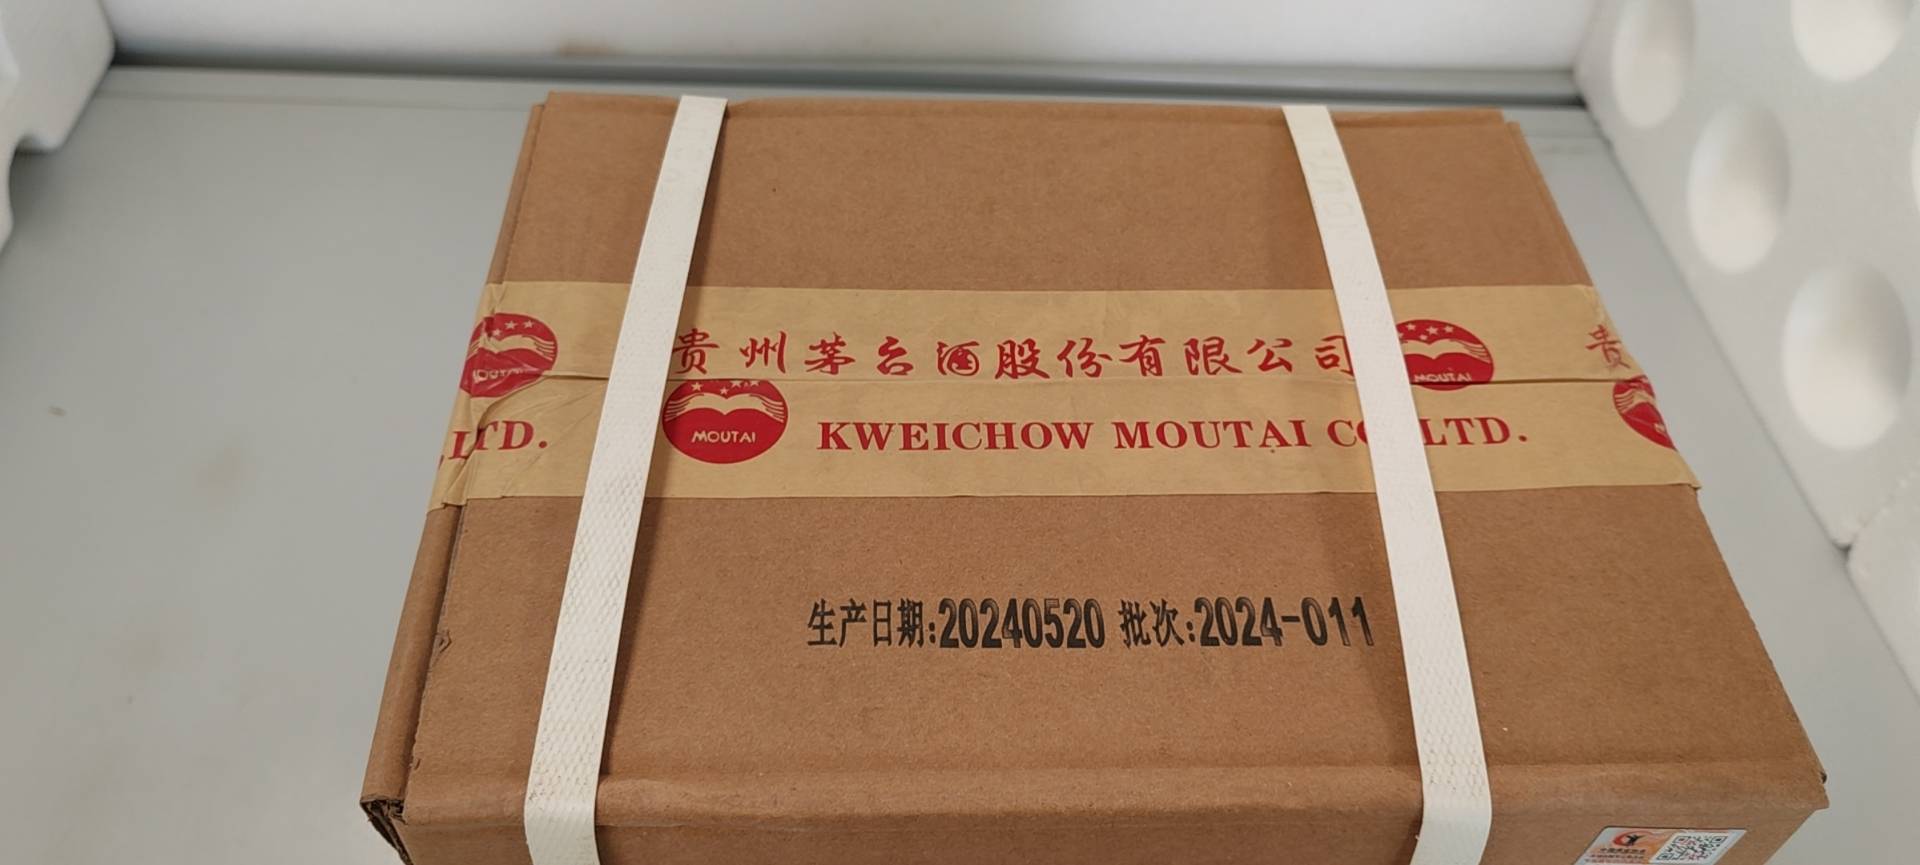 贵州茅台酒股份有限公司 MOUTAI 贵
MOUTAI
LTD. MOUTAI KWEICHOW MOUTAI CO LTD.
生产日期:20240520 批次:2024-011